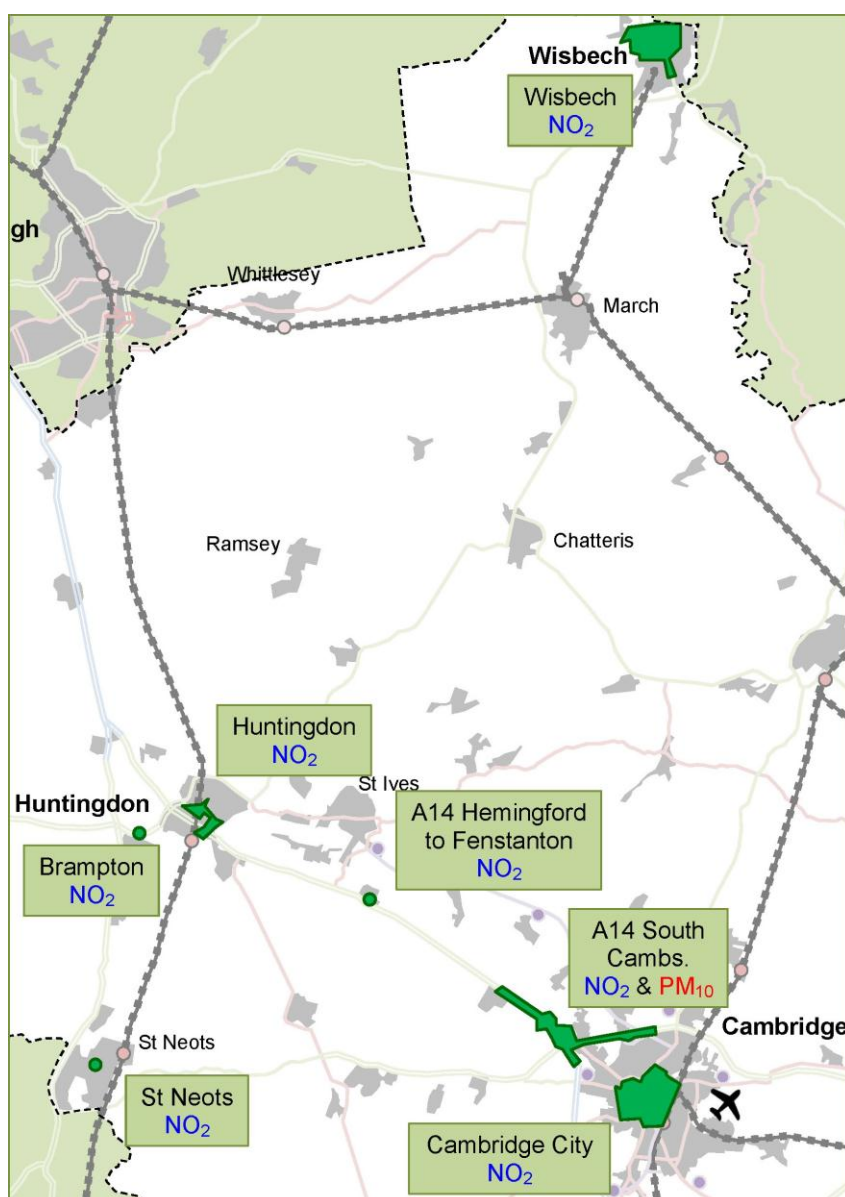 Wisbech
Wisbech
NO₂
gh
Whittlesey
March
Ramsey
Chatteris
Huntingdon
NO₂
St Ives
Huntingdon
A14 Hemingford
to Fenstanton
NO₂
Brampton
NO₂
A14 South
Cambs.
NO₂ & PM₁₀
Cambridge
St Neots
St Neots
NO₂
Cambridge City
NO₂